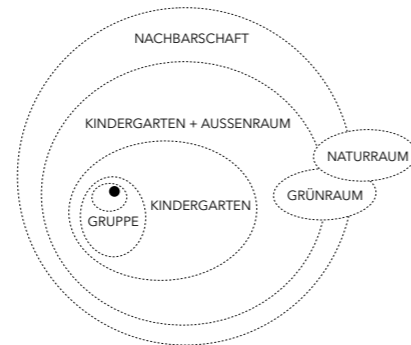 NACHBARSCHAFT
KINDERGARTEN + AUSSENRAUM
NATURRAUM
GRÜNRAUM
KINDERGARTEN
GRUPPE